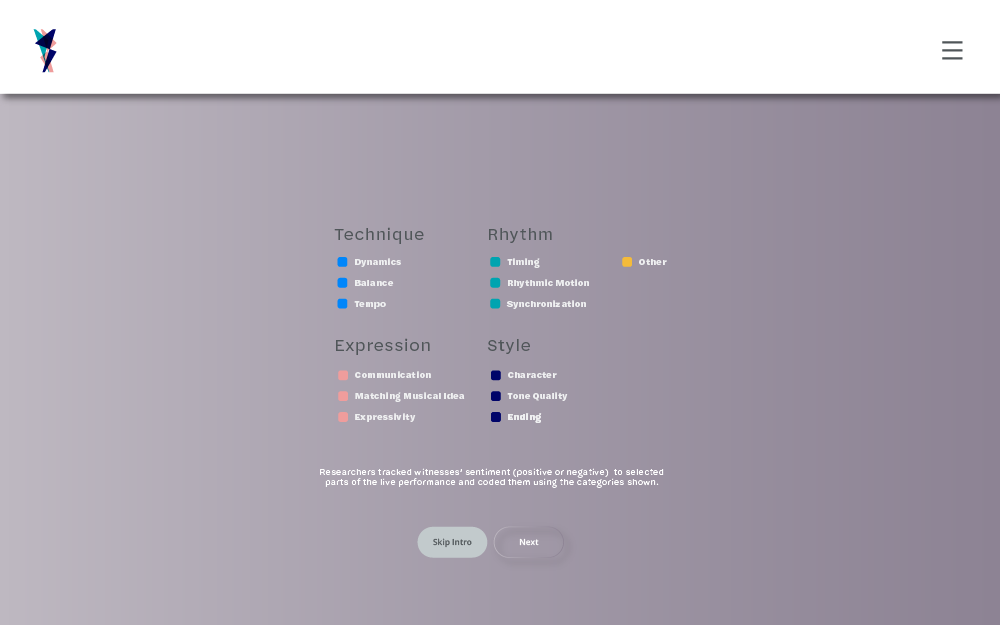 Technique
Dynamics
Balance
Tempo
Rhythm
Timing
Rhythmic Motion
Synchronization
Other
Expression
Communication
Matching Musical Idea
Expressivity
Style
Character
Tone Quality
Ending
Researchers tracked witnesses' sentiment (positive or negative) to selected
parts of the live performance and coded them using the categories shown.
Skip Intro
Next